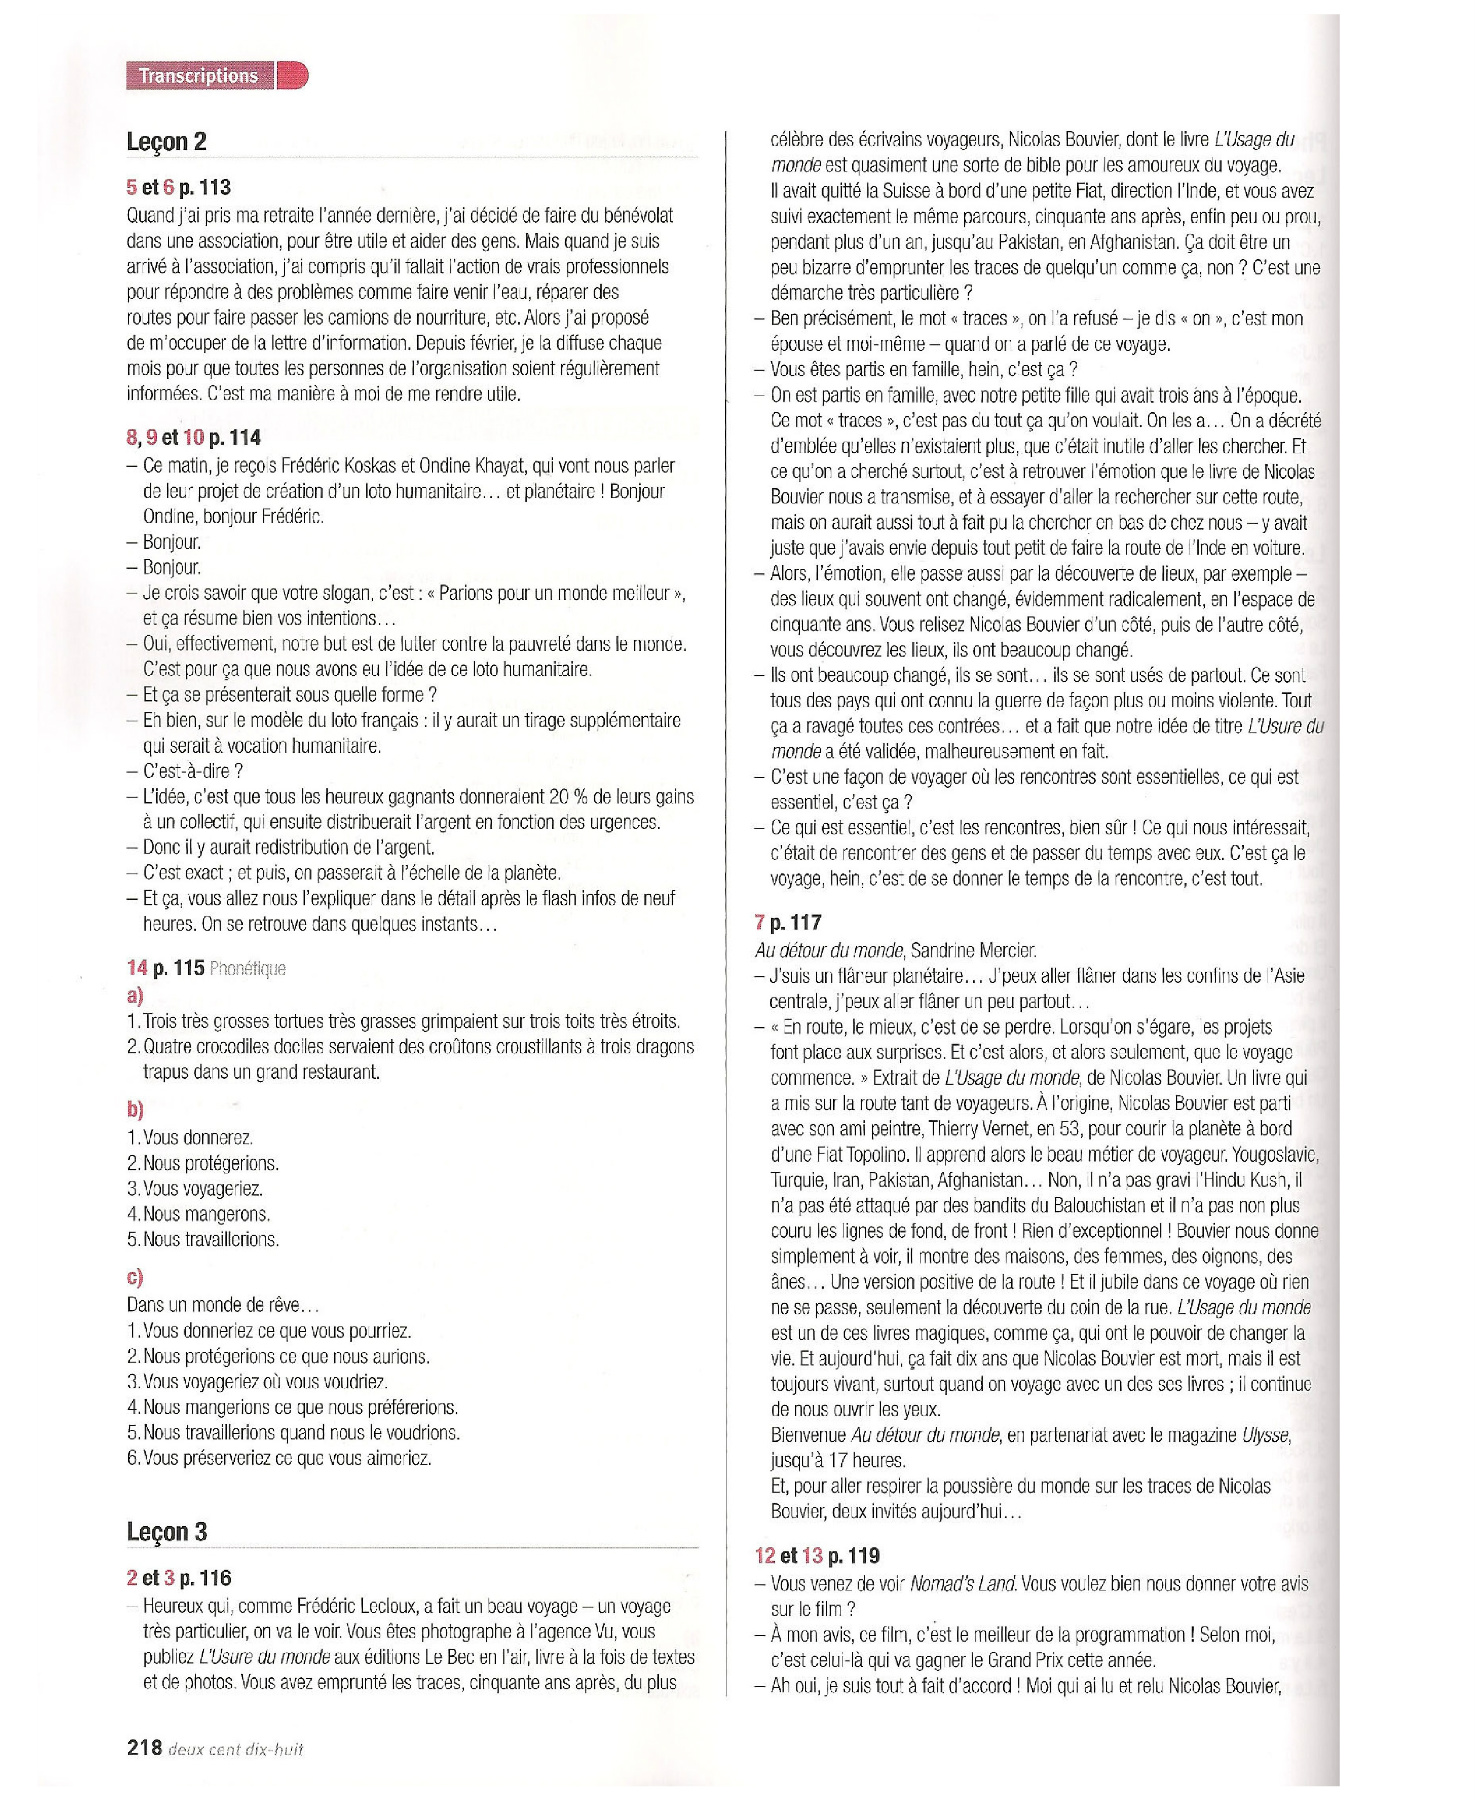 Transcriptions
Leçon 2
5 et 6 p. 113
Quand j'ai pris ma retraite l'année dernière, j'ai décidé de faire du bénévolat
dans une association, pour être utile et aider des gens. Mais quand je suis
arrivé à l'association, j'ai compris qu'il fallait l'action de vrais professionnels
pour répondre à des problèmes comme faire venir l'eau, réparer des
routes pour faire passer les camions de nourriture, etc. Alors j'ai proposé
de m'occuper de la lettre d'information. Depuis février, je la diffuse chaque
mois pour que toutes les personnes de l'organisation soient régulièrement
informées. C'est ma manière à moi de me rendre utile.
8, 9 et 10 p. 114
– Ce matin, je reçois Frédéric Koskas et Ondine Khayat, qui vont nous parler
de leur projet de création d'un loto humanitaire... et planétaire ! Bonjour
Ondine, bonjour Frédéric.
– Bonjour.
– Bonjour.
– Je crois savoir que votre slogan, c'est : « Parions pour un monde meilleur »,
et ça résume bien vos intentions...
– Oui, effectivement, notre but est de lutter contre la pauvreté dans le monde.
C'est pour ça que nous avons eu l'idée de ce loto humanitaire.
– Et ça se présenterait sous quelle forme ?
– Eh bien, sur le modèle du loto français : il y aurait un tirage supplémentaire
qui serait à vocation humanitaire.
– C'est-à-dire ?
– L'idée, c'est que tous les heureux gagnants donneraient 20 % de leurs gains
à un collectif, qui ensuite distribuerait l'argent en fonction des urgences.
– Donc il y aurait redistribution de l'argent.
– C'est exact ; et puis, on passerait à l'échelle de la planète.
– Et ça, vous allez nous l'expliquer dans le détail après le flash infos de neuf
heures. On se retrouve dans quelques instants...
14 p. 115 Phonétique
a)
1. Trois très grosses tortues très grasses grimpaient sur trois toits très étroits.
2. Quatre crocodiles dociles servaient des croûtons croustillants à trois dragons
trapus dans un grand restaurant.
b)
1. Vous donnerez.
2. Nous protégerions.
3. Vous voyageriez.
4. Nous mangerons.
5. Nous travaillerions.
c)
Dans un monde de rêve...
1. Vous donneriez ce que vous pourriez.
2. Nous protégerions ce que nous aurions.
3. Vous voyageriez où vous voudriez.
4. Nous mangerions ce que nous préférerions.
5. Nous travaillerions quand nous le voudrions.
6. Vous préserveriez ce que vous aimeriez.
Leçon 3
2 et 3 p. 116
– Heureux qui, comme Frédéric Lecloux, a fait un beau voyage – un voyage
très particulier, on va le voir. Vous êtes photographe à l'agence Vu, vous
publiez L'Usure du monde aux éditions Le Bec en l'air, livre à la fois de textes
et de photos. Vous avez emprunté les traces, cinquante ans après, du plus
célèbre des écrivains voyageurs, Nicolas Bouvier, dont le livre L'Usage du
monde est quasiment une sorte de bible pour les amoureux du voyage.
Il avait quitté la Suisse à bord d'une petite Fiat, direction l'Inde, et vous avez
suivi exactement le même parcours, cinquante ans après, enfin peu ou prou,
pendant plus d'un an, jusqu'au Pakistan, en Afghanistan. Ça doit être un
peu bizarre d'emprunter les traces de quelqu'un comme ça, non ? C'est une
démarche très particulière ?
– Ben précisément, le mot « traces », on l'a refusé – je dis « on », c'est mon
épouse et moi-même – quand on a parlé de ce voyage.
– Vous êtes partis en famille, hein, c'est ça ?
– On est partis en famille, avec notre petite fille qui avait trois ans à l'époque.
Ce mot « traces », c'est pas du tout ça qu'on voulait. On les a... On a décrété
d'emblée qu'elles n'existaient plus, que c'était inutile d'aller les chercher. Et
ce qu'on a cherché surtout, c'est à retrouver l'émotion que le livre de Nicolas
Bouvier nous a transmise, et à essayer d'aller la rechercher sur cette route,
mais on aurait aussi tout à fait pu la chercher en bas de chez nous – y avait
juste que j'avais envie depuis tout petit de faire la route de l'Inde en voiture.
– Alors, l'émotion, elle passe aussi par la découverte de lieux, par exemple –
des lieux qui souvent ont changé, évidemment radicalement, en l'espace de
cinquante ans. Vous relisez Nicolas Bouvier d'un côté, puis de l'autre côté,
vous découvrez les lieux, ils ont beaucoup changé.
– Ils ont beaucoup changé, ils se sont... ils se sont usés de partout. Ce sont
tous des pays qui ont connu la guerre de façon plus ou moins violente. Tout
ça a ravagé toutes ces contrées... et a fait que notre idée de titre L'Usure du
monde a été validée, malheureusement en fait.
– C'est une façon de voyager où les rencontres sont essentielles, ce qui est
essentiel, c'est ça ?
– Ce qui est essentiel, c'est les rencontres, bien sûr ! Ce qui nous intéressait,
c'était de rencontrer des gens et de passer du temps avec eux. C'est ça le
voyage, hein, c'est de se donner le temps de la rencontre, c'est tout.
7 p. 117
Au détour du monde, Sandrine Mercier.
– J'suis un flâneur planétaire... J'peux aller flâner dans les confins de l'Asie
centrale, j'peux aller flâner un peu partout...
– « En route, le mieux, c'est de se perdre. Lorsqu'on s'égare, les projets
font place aux surprises. Et c'est alors, et alors seulement, que le voyage
commence. » Extrait de L'Usage du monde, de Nicolas Bouvier. Un livre qui
a mis sur la route tant de voyageurs. À l'origine, Nicolas Bouvier est parti
avec son ami peintre, Thierry Vernet, en 53, pour courir la planète à bord
d'une Fiat Topolino. Il apprend alors le beau métier de voyageur. Yougoslavie,
Turquie, Iran, Pakistan, Afghanistan... Non, il n'a pas gravi l'Hindu Kush, il
n'a pas été attaqué par des bandits du Balouchistan et il n'a pas non plus
couru les lignes de fond, de front ! Rien d'exceptionnel ! Bouvier nous donne
simplement à voir, il montre des maisons, des femmes, des oignons, des
ânes... Une version positive de la route ! Et il jubile dans ce voyage où rien
ne se passe, seulement la découverte du coin de la rue. L'Usage du monde
est un de ces livres magiques, comme ça, qui ont le pouvoir de changer la
vie. Et aujourd'hui, ça fait dix ans que Nicolas Bouvier est mort, mais il est
toujours vivant, surtout quand on voyage avec un des ses livres ; il continue
de nous ouvrir les yeux.
Bienvenue Au détour du monde, en partenariat avec le magazine Ulysse,
jusqu'à 17 heures.
Et, pour aller respirer la poussière du monde sur les traces de Nicolas
Bouvier, deux invités aujourd'hui...
12 et 13 p. 119
– Vous venez de voir Nomad's Land. Vous voulez bien nous donner votre avis
sur le film ?
– À mon avis, ce film, c'est le meilleur de la programmation ! Selon moi,
c'est celui-là qui va gagner le Grand Prix cette année.
– Ah oui, je suis tout à fait d'accord ! Moi qui ai lu et relu Nicolas Bouvier,
218 deux cent dix-huit